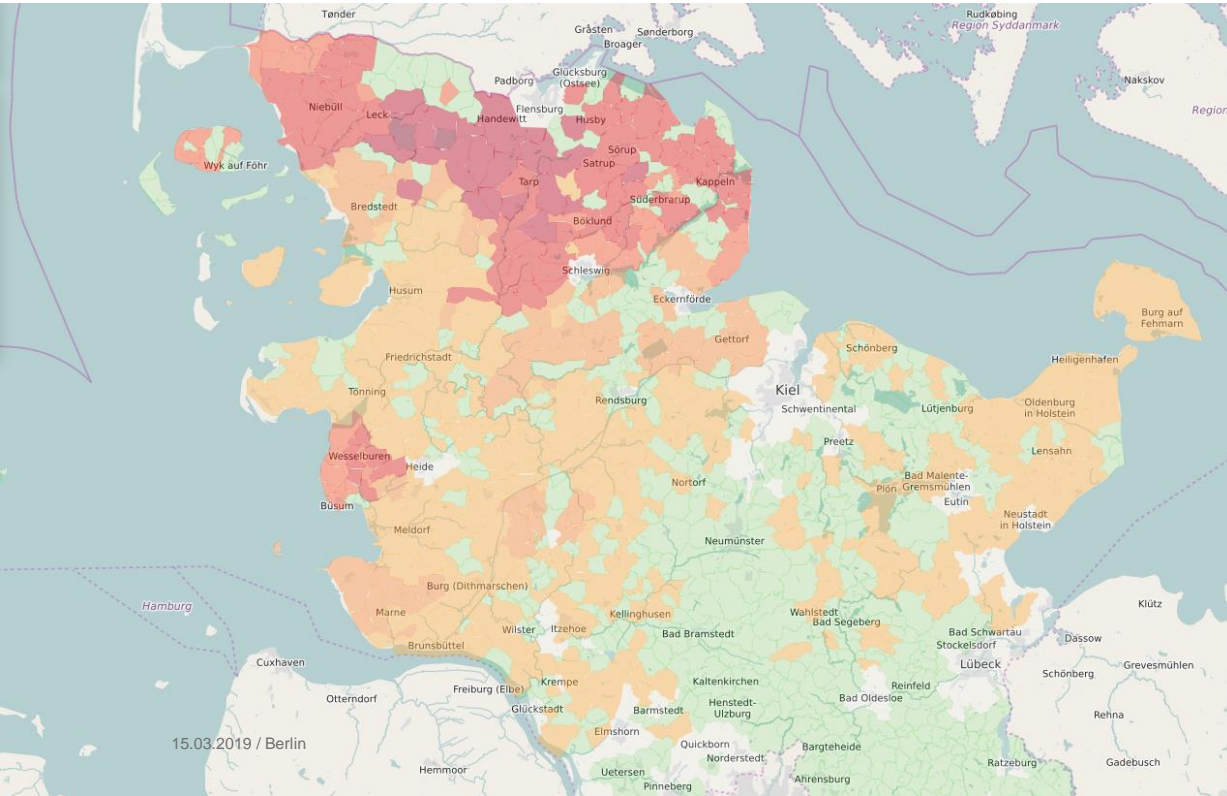 Tønder
Rudkøbing
Region Syddanmark
Gråsten
Sønderborg
Broager
Glücksburg
(Ostsee)
Padborg
Nakskov
Niebüll
Leck
Flensburg
Handewitt
Husby
Region
Sörup
Satrup
Wyk auf Föhr
Tarp
Kappeln
Bredstedt
Süderbrarup
Böklund
Schleswig
Husum
Eckernförde
Burg auf
Fehmarn
Gettorf
Schönberg
Friedrichstadt
Heiligenhafen
Tönning
Kiel
Rendsburg
Schwentinental
Lütjenburg
Oldenburg
in Holstein
Preetz
Wesselburen
Heide
Lensahn
Nortorf
Plön
Bad Malente-
Gremsmühlen
Eutin
Büsum
Neustadt
in Holstein
Meldorf
Neumünster
Burg (Dithmarschen)
Hamburg
Marne
Kellinghusen
Wahlstedt
Bad Segeberg
Klütz
Wilster
Itzehoe
Bad Bramstedt
Bad Schwartau
Stockelsdorf
Dassow
Brunsbüttel
Lübeck
Cuxhaven
Grevesmühlen
Schönberg
Krempe
Kaltenkirchen
Reinfeld
Freiburg (Elbe)
Otterndorf
Bad Oldesloe
Glückstadt
Barmstedt
Henstedt-
Ulzburg
Rehna
Elmshorn
15.03.2019 / Berlin
Quickborn
Bargteheide
Norderstedt
Ratzeburg
Gadebusch
Hemmoor
Uetersen
Ahrensburg
Pinneberg